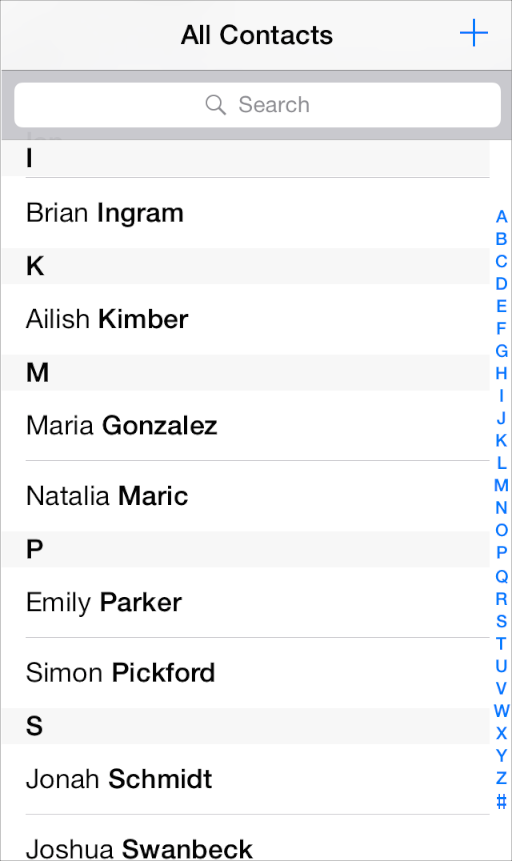 All Contacts
Search
I
Brian Ingram
K
Ailish Kimber
M
Maria Gonzalez
Natalia Maric
P
Emily Parker
Simon Pickford
S
Jonah Schmidt
Joshua Swanbeck
A
B
C
D
E
F
G
H
I
J
K
L
M
N
O
P
Q
R
S
T
U
V
W
X
Y
Z
#